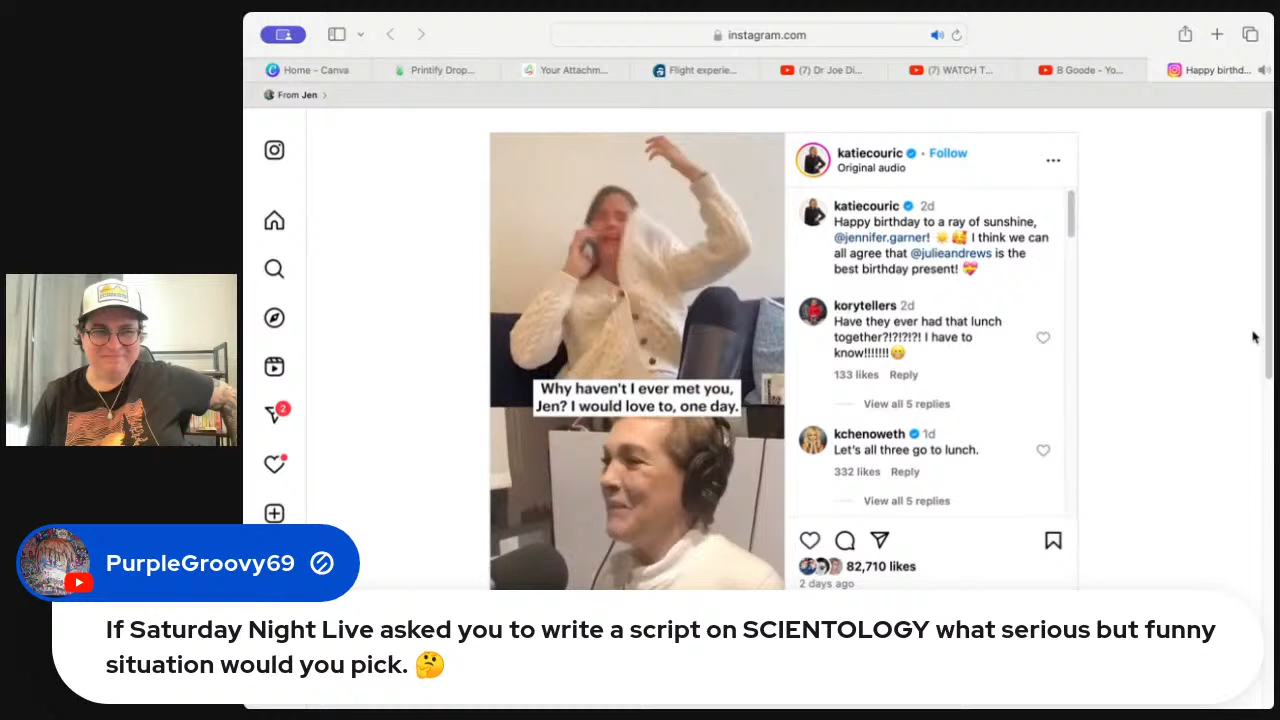 instagram.com
Home – Canva
Printify Drop...
Your Attachm...
Flight experie...
(7) Dr Joe Di...
(7) WATCH T...
B Goode - Yo...
Happy birthd...
From Jen
katiecouric • Follow
Original audio
katiecouric 2d
Happy birthday to a ray of sunshine,
@jennifer.garner! ☀️🥰 I think we can
all agree that @julieandrews is the
best birthday present! 💝
korytellers 2d
Have they ever had that lunch
together?!?!?!?! I have to
know!!!!!!!😁
133 likes Reply
View all 5 replies
kchenoweth 1d
Let's all three go to lunch.
332 likes Reply
View all 5 replies
82,710 likes
2 days ago
Why haven't I ever met you,
Jen? I would love to, one day.
2
PurpleGroovy69
If Saturday Night Live asked you to write a script on SCIENTOLOGY what serious but funny
situation would you pick. 🤔